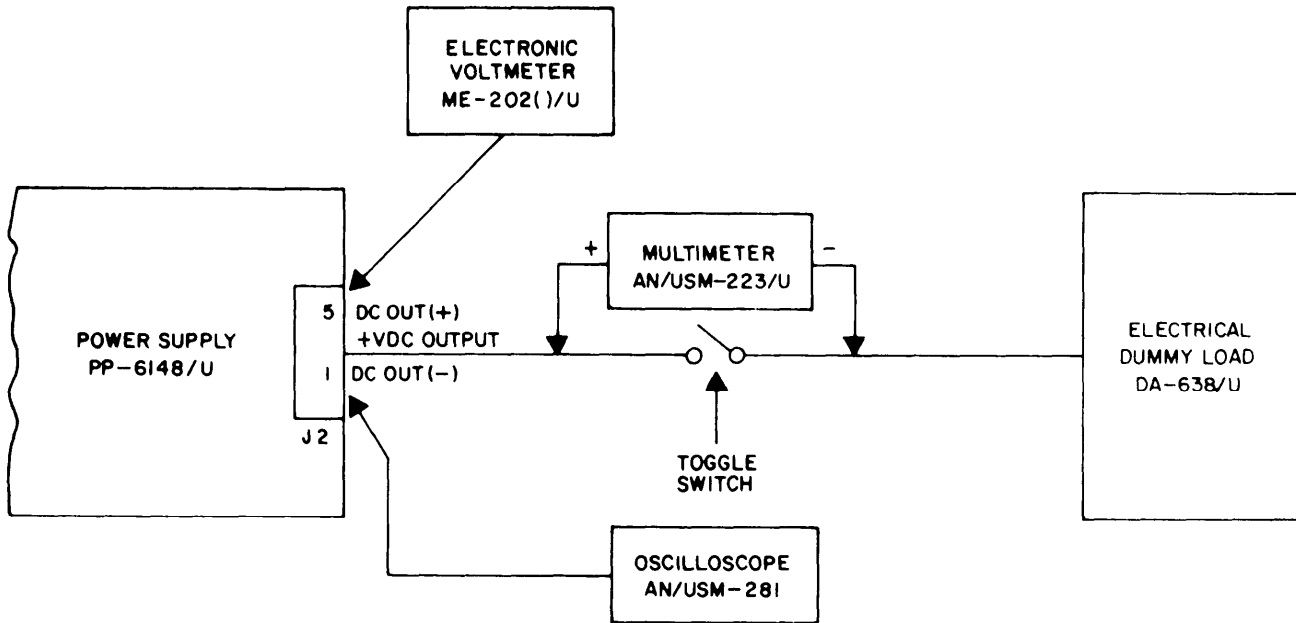 ELECTRONIC
VOLTMETER
ME-202()/U
POWER SUPPLY
PP-6148/U
5 DC OUT(+)
+VDC OUTPUT
1 DC OUT(-)
J2
+
MULTIMETER
AN/USM-223/U
-
TOGGLE
SWITCH
ELECTRICAL
DUMMY LOAD
DA-638/U
OSCILLOSCOPE
AN/USM-281